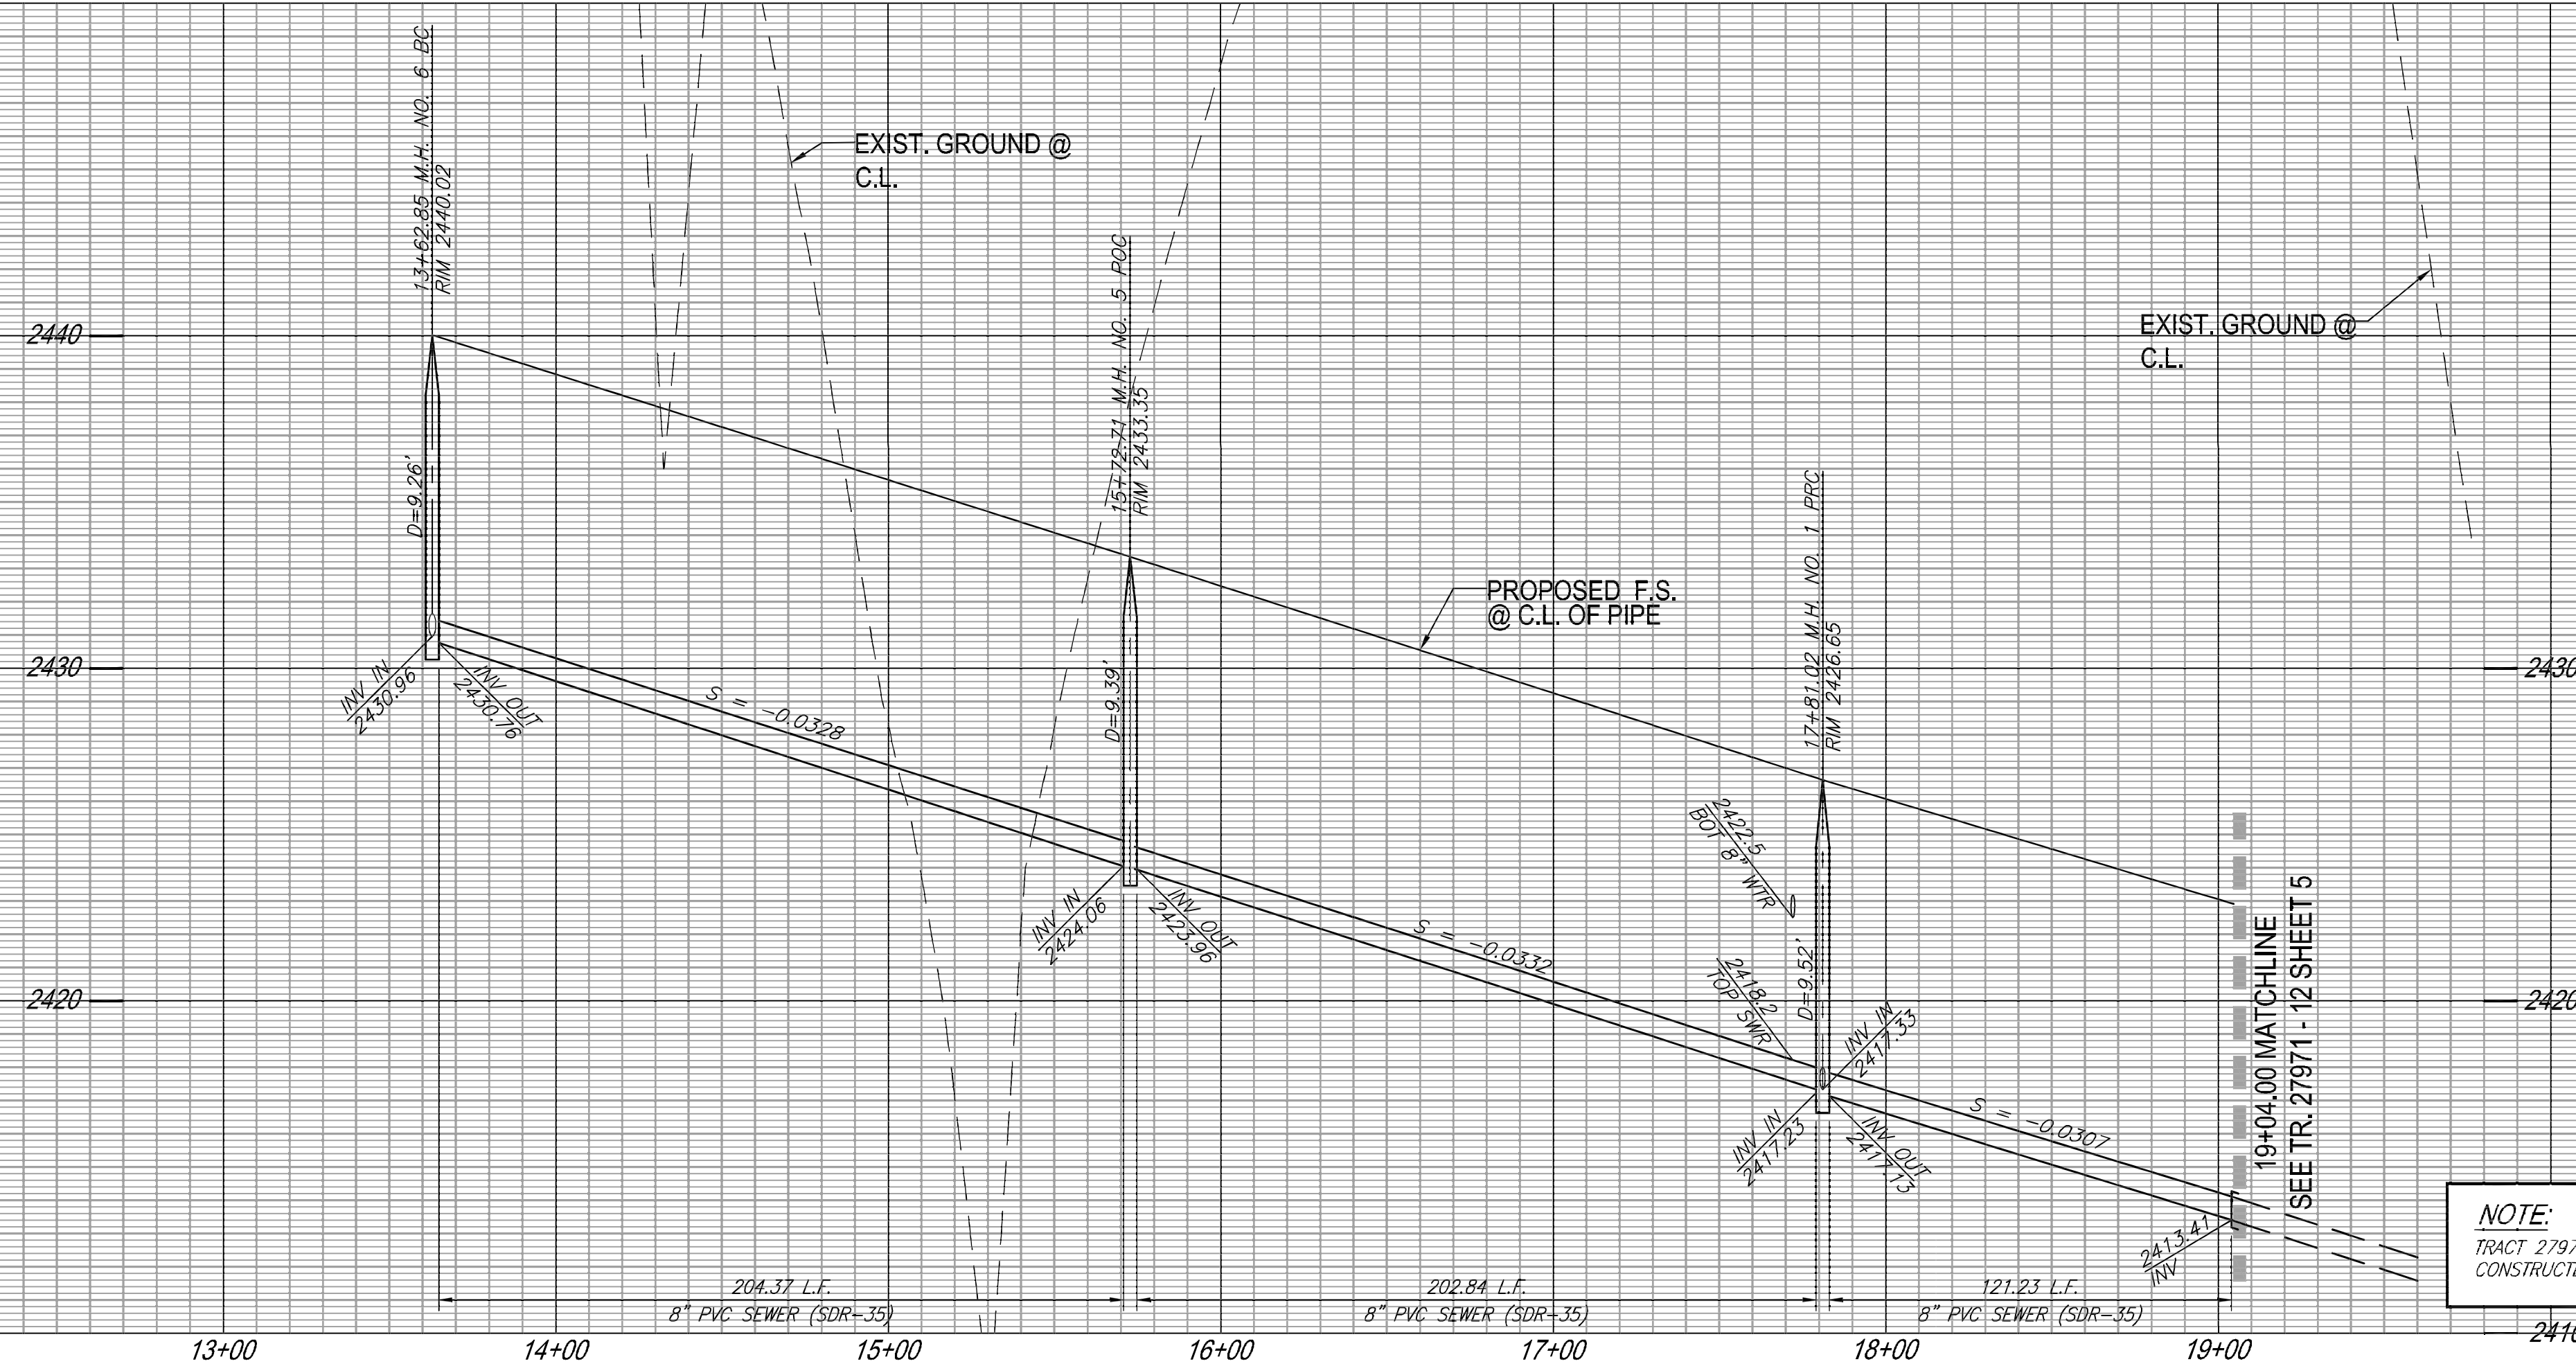 13+62.85 M.H. NO. 6 BC
RIM 2440.02
EXIST. GROUND @
C.L.
15+72.71 M.H. NO. 5 POC
RIM 2433.35
EXIST. GROUND @
C.L.
2440
D=9.26'
PROPOSED F.S.
@ C.L. OF PIPE
17+81.02 M.H. NO. 1 PRC
RIM 2426.65
2430
2430
INV IN
2430.96
INV OUT
2430.76
S = -0.0328
D=9.39'
2422.5
BOT 8" WTR
INV IN
2424.06
INV OUT
2423.96
S = -0.0332
2418.2
TOP SWR
D=9.52'
2420
2420
INV IN
2417.33
INV IN
2417.23
INV OUT
2417.13
S = -0.0307
19+04.00 MATCHLINE
SEE TR. 27971 - 12 SHEET 5
2413.41
INV
NOTE:
TRACT 2797
CONSTRUCT
204.37 L.F.
8" PVC SEWER (SDR-35)
202.84 L.F.
8" PVC SEWER (SDR-35)
121.23 L.F.
8" PVC SEWER (SDR-35)
2410
13+00 14+00 15+00 16+00 17+00 18+00 19+00